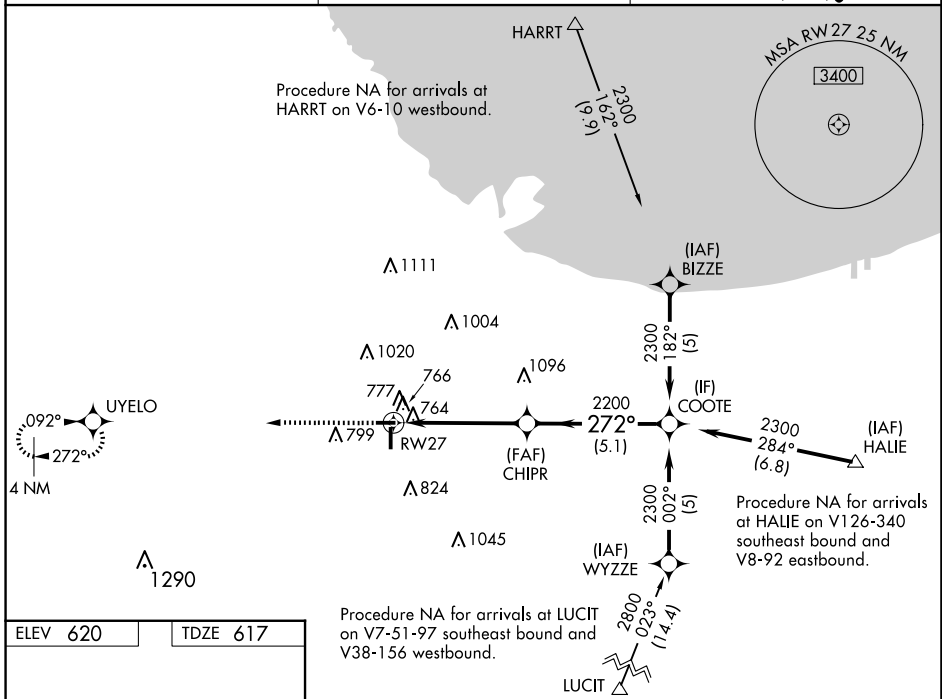 HARRT
MSA RW 27 25 NM
3400
Procedure NA for arrivals at
HARRT on V6-10 westbound.
2300
162°
(9.9)
(IAF)
BIZZE
1111
1004
2300
182°
(5)
1020
1096
766
777
764
(IF)
COOTE
UYELO
092°
272°
4 NM
799
RW27
2200
272°
(5.1)
(FAF)
CHIPR
2300
284°
(6.8)
(IAF)
HALIE
824
2300
002°
(5)
Procedure NA for arrivals
at HALIE on V126-340
southeast bound and
V8-92 eastbound.
1045
(IAF)
WYZZE
1290
Procedure NA for arrivals at LUCIT
on V7-51-97 southeast bound and
V38-156 westbound.
2800
023°
(14.4)
LUCIT
ELEV 620
TDZE 617